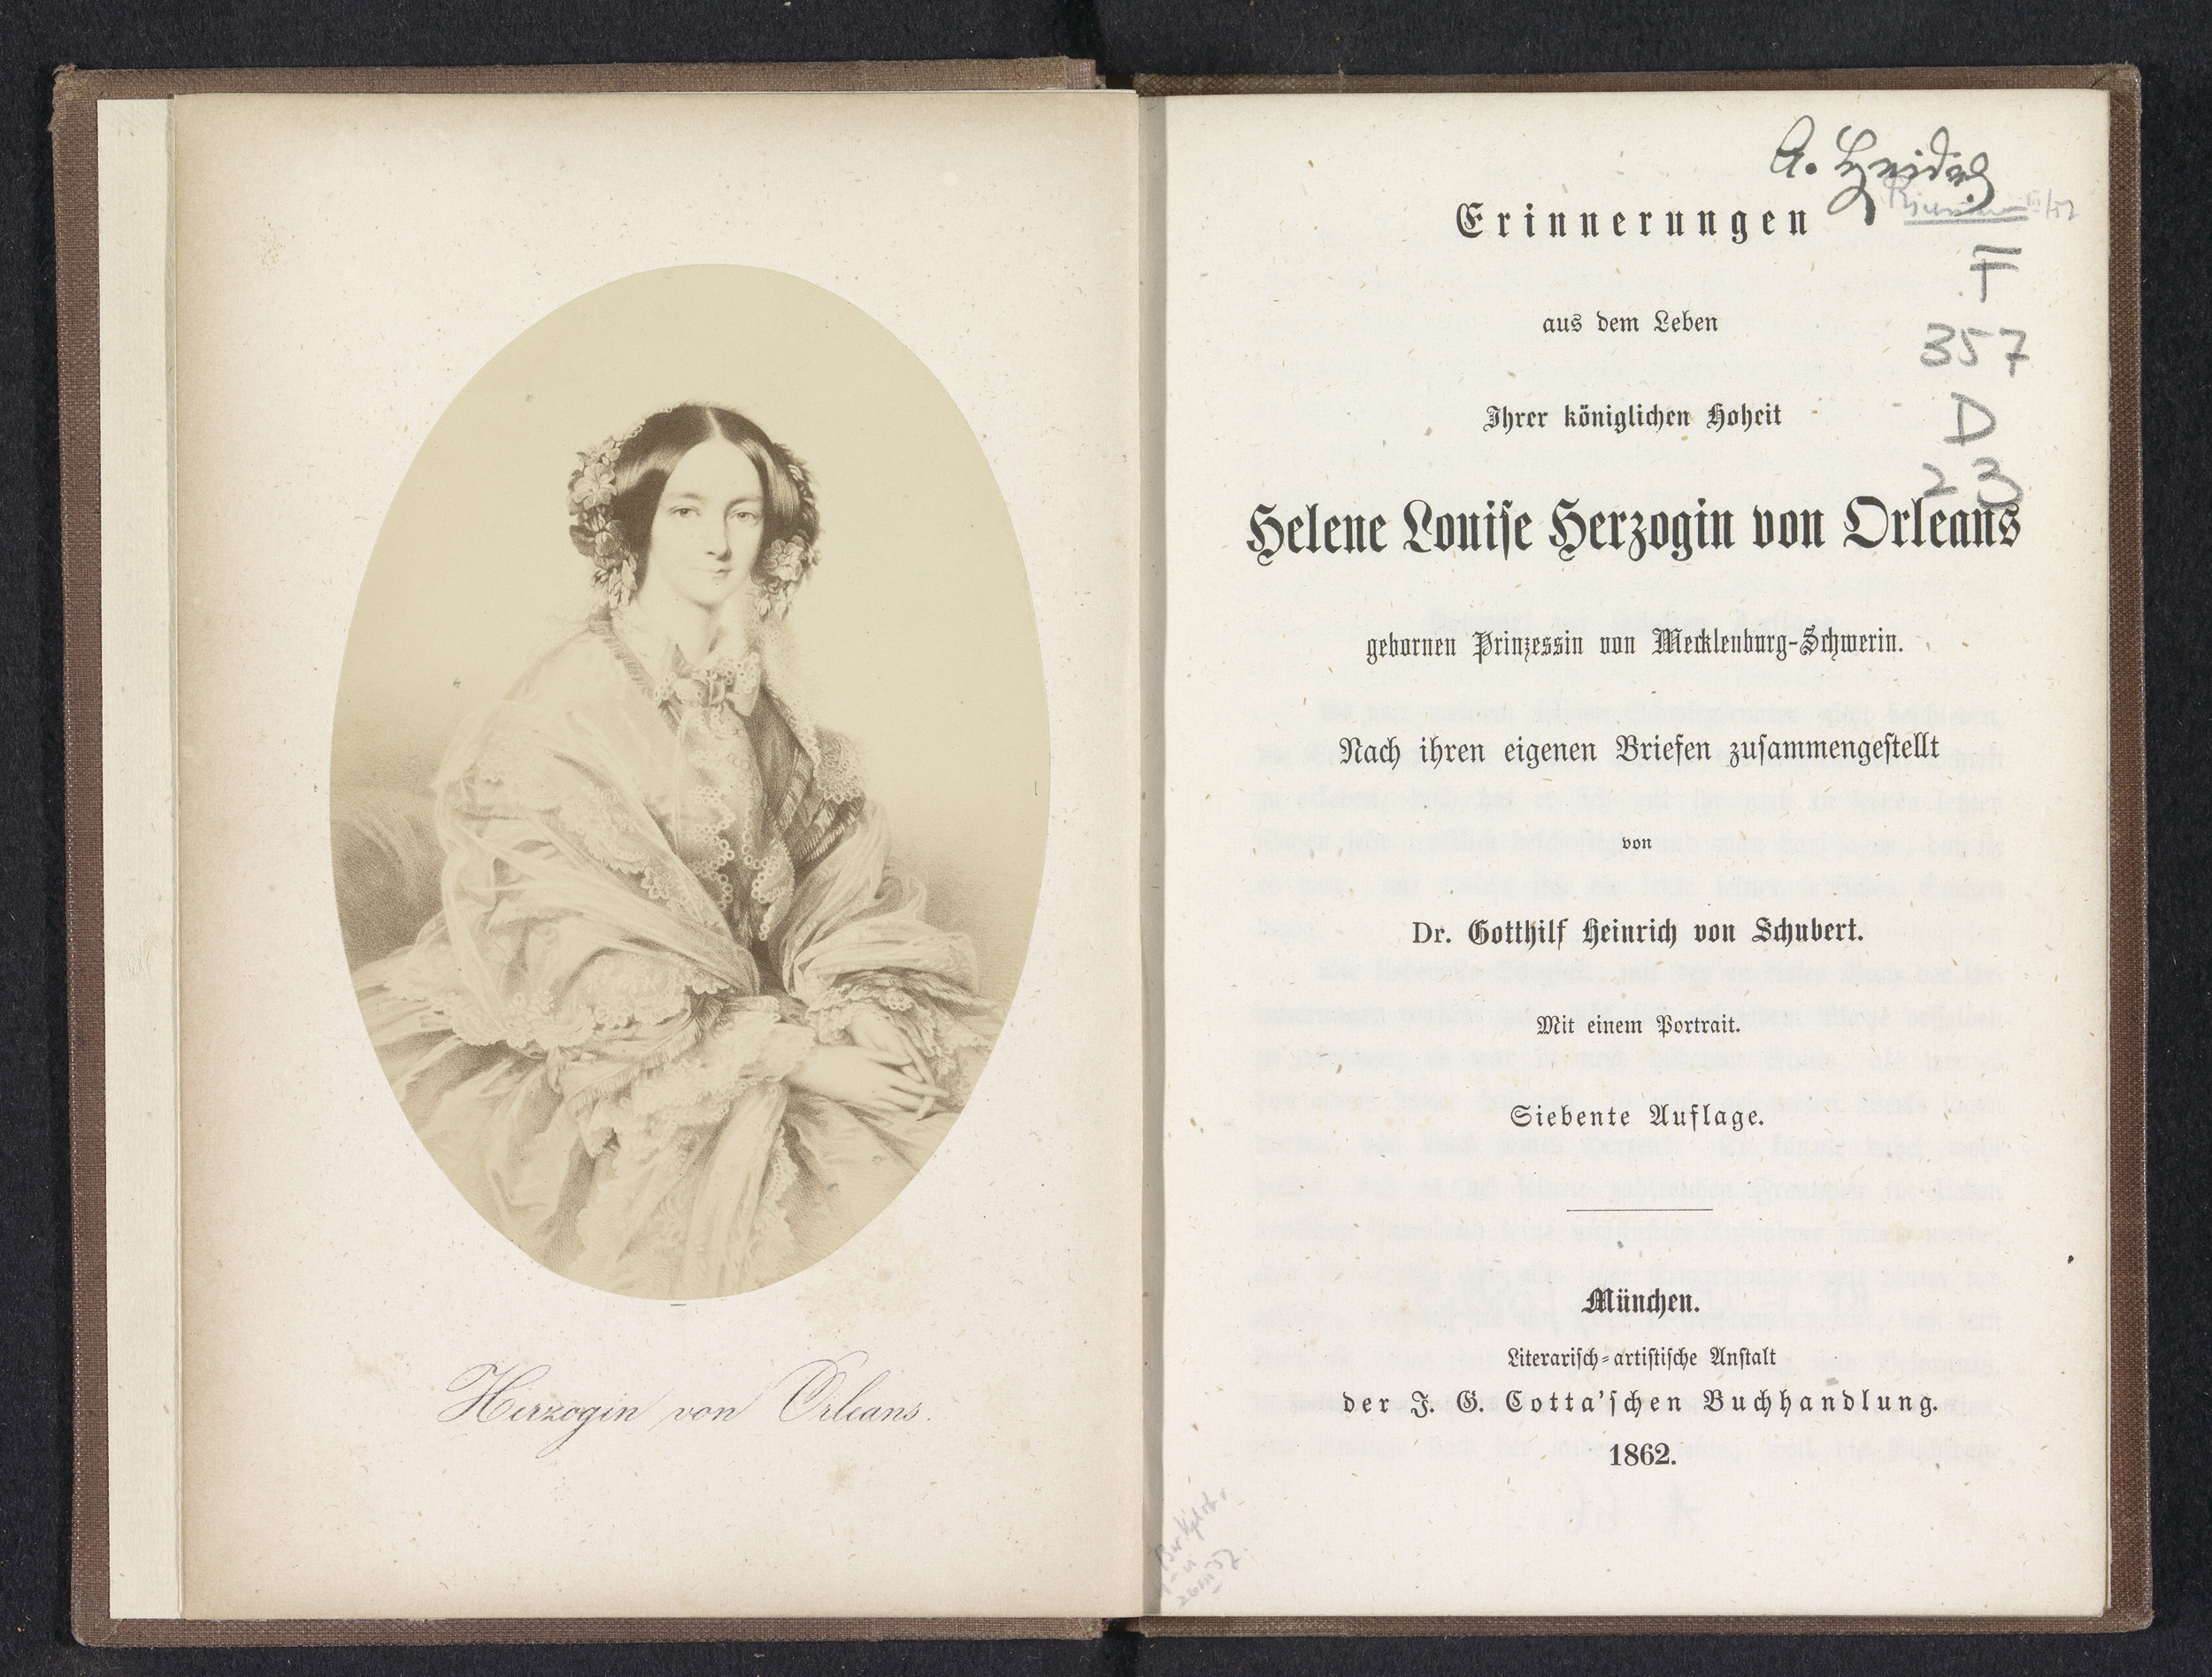 Herzogin von Orleans.
A. Heidel
F
357
D
23
Erinnerungen
aus dem Leben
Ihrer königlichen Hoheit
Helene Louise Herzogin von Orleans
gebornen Prinzessin von Mecklenburg-Schwerin.
Nach ihren eigenen Briefen zusammengestellt
von
Dr. Gotthilf Heinrich von Schubert.
Mit einem Portrait.
Siebente Auflage.
München.
Literarisch-artistische Anstalt
der J. G. Cotta'schen Buchhandlung.
1862.